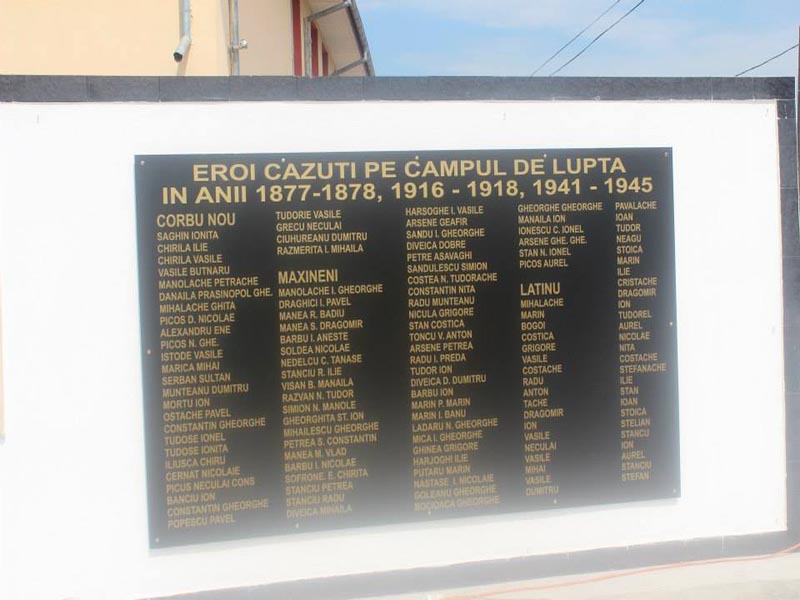 EROI CAZUTI PE CAMPUL DE LUPTA
IN ANII 1877-1878, 1916 - 1918, 1941 - 1945
CORBU NOU
SAGHIN IONITA
CHIRILA ILIE
CHIRILA VASILE
VASILE BUTNARU
MANOLACHE PETRACHE
DANAILA PRASINOPOL GHE.
MIHALACHE GHITA
PICOS D. NICOLAE
ALEXANDRU ENE
PICOS N. GHE.
ISTODE VASILE
MARICA MIHAI
SERBAN SULTAN
MUNTEANU DUMITRU
MORTU ION
OSTACHE PAVEL
CONSTANTIN GHEORGHE
TUDOSE IONEL
TUDOSE IONITA
ILIUSCA CHIRU
CERNAT NICOLAIE
PICUS NECULAI CONS
BANCIU ION
CONSTANTIN GHEORGHE
POPESCU PAVEL
TUDORIE VASILE
GRECU NECULAI
CIUHUREANU DUMITRU
RAZMERITA I. MIHAILA
MAXINENI
MANOLACHE I. GHEORGHE
DRAGHICI I. PAVEL
MANEA R. BADIU
MANEA S. DRAGOMIR
BARBU I. ANESTE
SOLDEA NICOLAE
NEDELCU C. TANASE
STANCIU R. ILIE
VISAN B. MANAILA
RAZVAN N. TUDOR
SIMION N. MANOLE
GHEORGHITA ST. ION
MIHAILESCU GHEORGHE
PETREA S. CONSTANTIN
MANEA M. VLAD
BARBU I. NICOLAE
SOFRONE. E. CHIRITA
STANCIU PETREA
STANCIU RADU
DIVEICA MIHAILA
HARSOGHE I. VASILE
ARSENE GEAFIR
SANDU I. GHEORGHE
DIVEICA DOBRE
PETRE ASAVAGHI
SANDULESCU SIMION
COSTEA N. TUDORACHE
CONSTANTIN NITA
RADU MUNTEANU
NICULA GRIGORE
STAN COSTICA
TONCU V. ANTON
ARSENE PETREA
RADU I. PREDA
TUDOR ION
DIVEICA D. DUMITRU
BARBU ION
MARIN P. MARIN
MARIN I. BANU
LADARU N. GHEORGHE
MICA I. GHEORGHE
GHINEA GRIGORE
HARJOGHI ILIE
PUTARU MARIN
NASTASE I. NICOLAIE
GOLEANU GHEORGHE
BOCIOACA GHEORGHE
GHEORGHE GHEORGHE
MANAILA ION
IONESCU C. IONEL
ARSENE GHE. GHE.
STAN N. IONEL
PICOS AUREL
LATINU
MIHALACHE
MARIN
BOGOI
COSTICA
GRIGORE
VASILE
COSTACHE
RADU
ANTON
TACHE
DRAGOMIR
ION
VASILE
NECULAI
VASILE
MIHAI
VASILE
DUMITRU
PAVALACHE
IOAN
TUDOR
NEAGU
STOICA
MARIN
ILIE
CRISTACHE
DRAGOMIR
ION
TUDOREL
AUREL
NICOLAE
NITA
COSTACHE
STEFANACHE
ILIE
STAN
IOAN
STOICA
STELIAN
STANCU
ION
AUREL
STANCIU
STEFAN